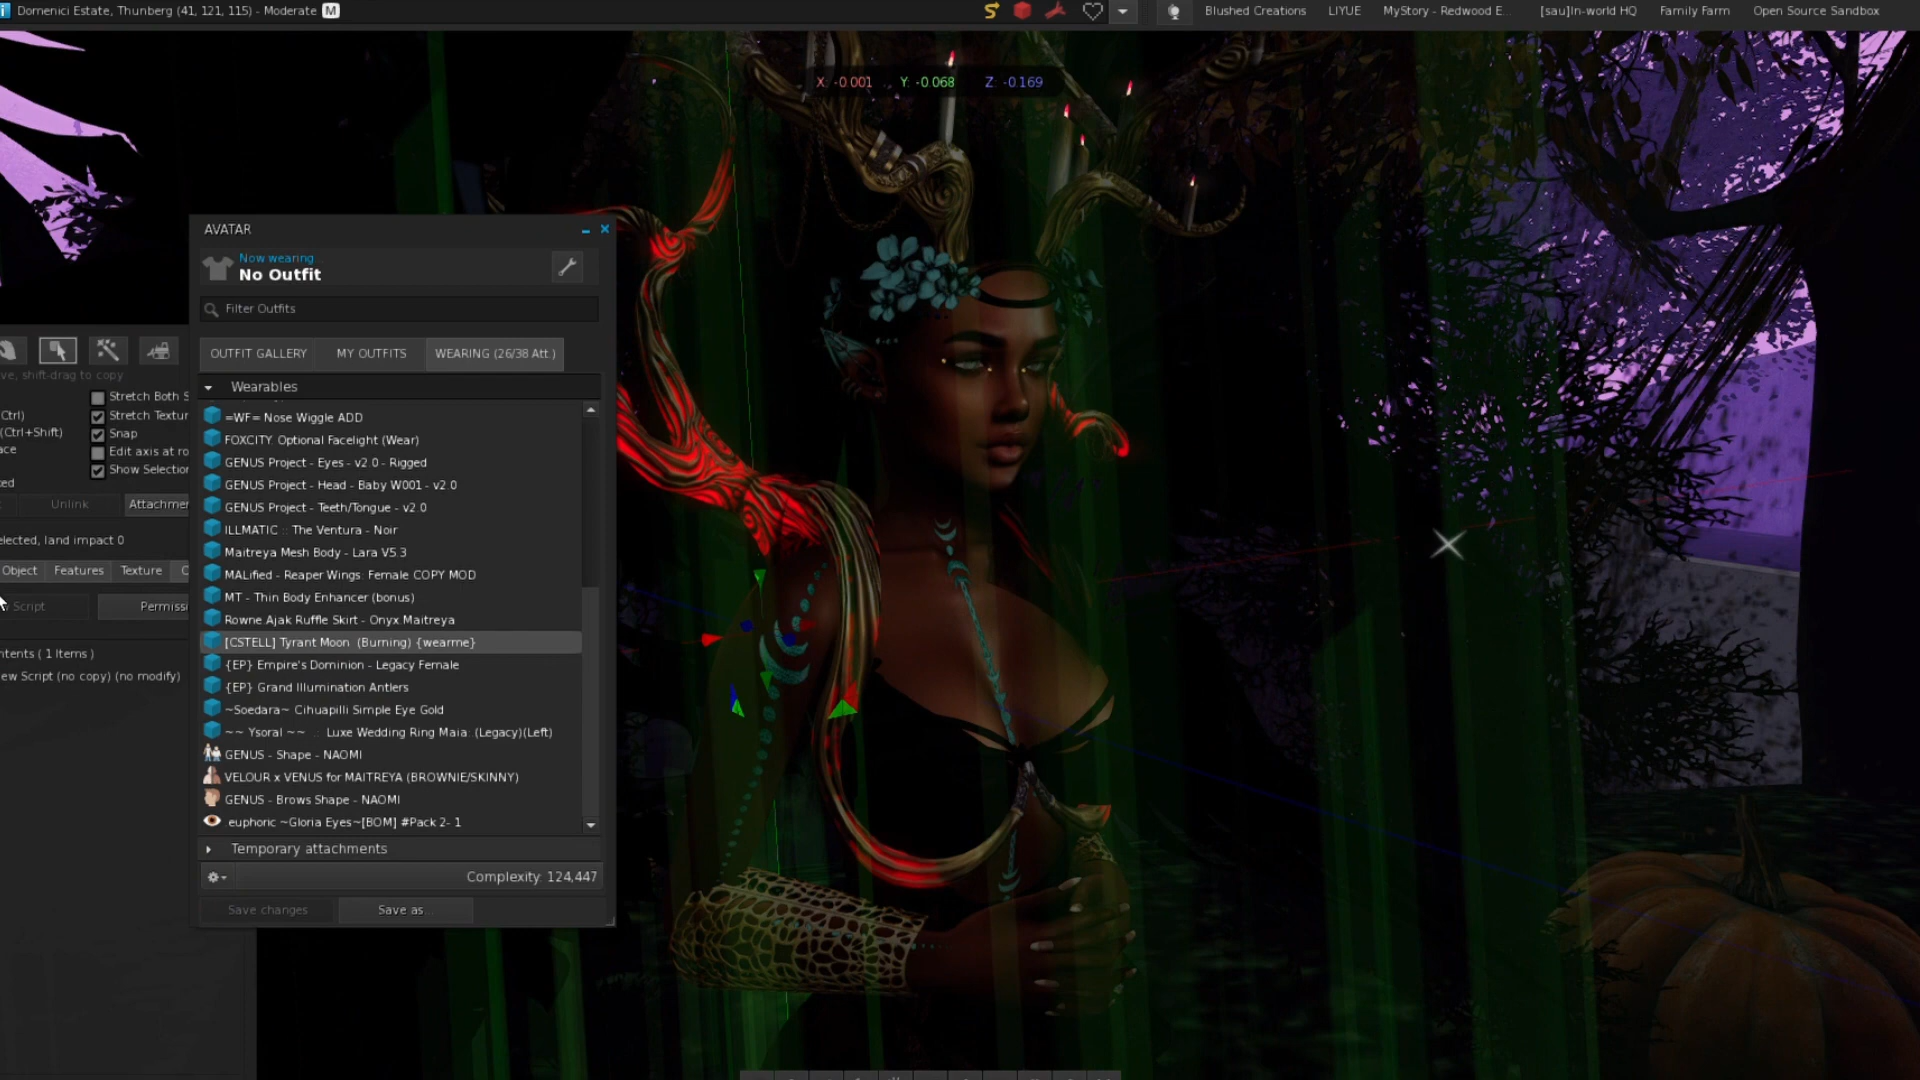 Domenici Estate, Thunberg (41, 121, 115) - Moderate M
Blushed Creations LIYUE MyStory - Redwood E... [sau]In-world HQ Family Farm Open Source Sandbox
X: -0.001 Y: -0.068 Z: -0.169
AVATAR
Now wearing...
No Outfit
Filter Outfits
OUTFIT GALLERY MY OUTFITS WEARING (26/38 Att.)
Wearables
=WF= Nose Wiggle ADD
FOXCITY. Optional Facelight (Wear)
GENUS Project - Eyes - v2.0 - Rigged
GENUS Project - Head - Baby W001 - v2.0
GENUS Project - Teeth/Tongue - v2.0
ILLMATIC :: The Ventura - Noir
Maitreya Mesh Body - Lara V5.3
MALified - Reaper Wings: Female COPY MOD
MT - Thin Body Enhancer (bonus)
Rowne.Ajak Ruffle Skirt - Onyx.Maitreya
[CSTELL] Tyrant Moon (Burning) {wearme}
{EP} Empire's Dominion - Legacy Female
{EP} Grand Illumination Antlers
~Soedara~ Cihuapilli Simple Eye Gold
~~ Ysoral ~~ .: Luxe Wedding Ring Maia: (Legacy)(Left)
GENUS - Shape - NAOMI
VELOUR x VENUS for MAITREYA (BROWNIE/SKINNY)
GENUS - Brows Shape - NAOMI
euphoric ~Gloria Eyes~[BOM] #Pack 2- 1
Temporary attachments
Complexity: 124,447
Save changes Save as...
ve, shift-drag to copy
Stretch Both S
Ctrl)
Stretch Textur
(Ctrl+Shift)
Snap
ace
Edit axis at ro
Show Selection
ed
Unlink Attachmen
elected, land impact 0
Object Features Texture C
Script Permissi
ntents ( 1 Items )
ew Script (no copy) (no modify)